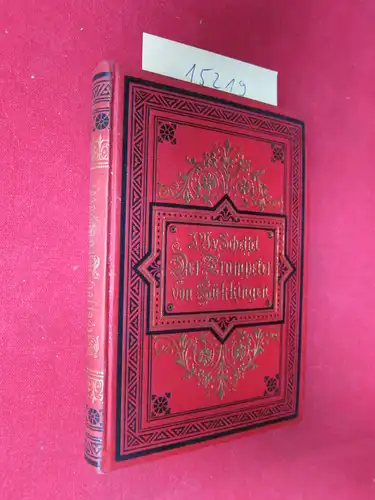 15219
J. V. v. Scheffel
Der Trompeter
von Säkkingen